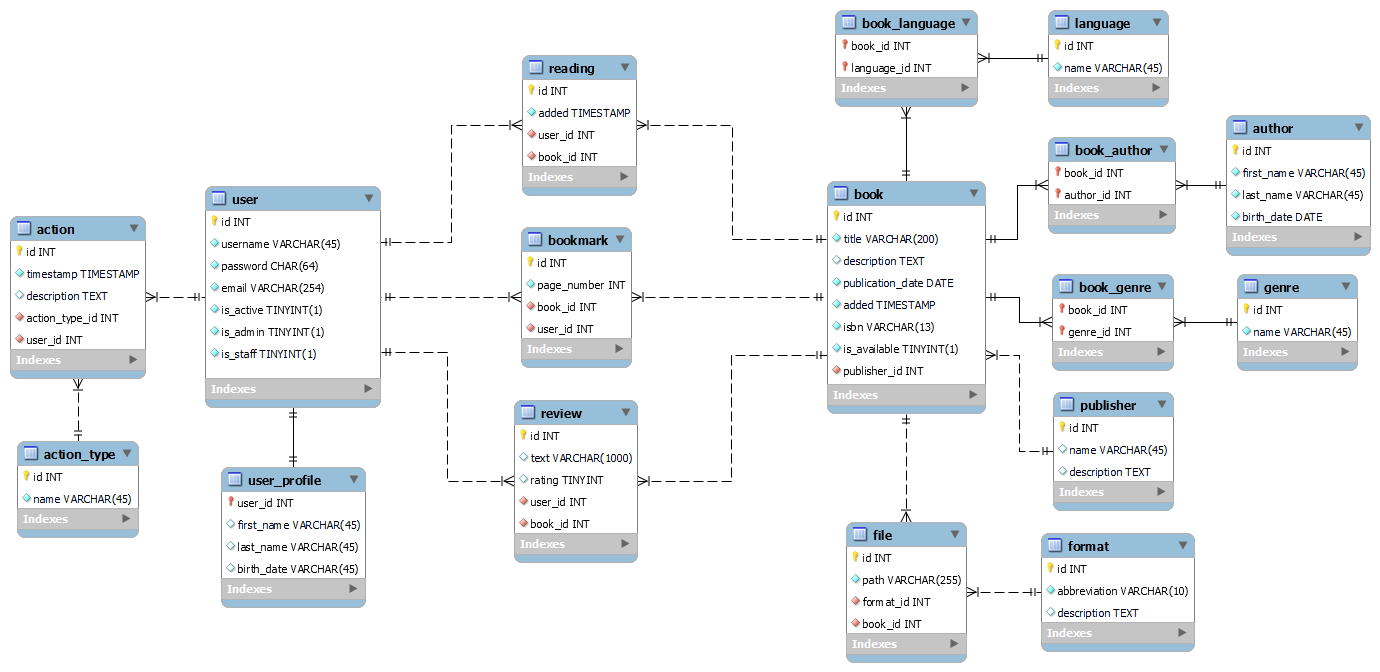 book_language
book_id INT
language_id INT
Indexes
language
id INT
name VARCHAR(45)
Indexes
reading
id INT
added TIMESTAMP
user_id INT
book_id INT
Indexes
book_author
book_id INT
author_id INT
Indexes
author
id INT
first_name VARCHAR(45)
last_name VARCHAR(45)
birth_date DATE
Indexes
user
id INT
username VARCHAR(45)
password CHAR(64)
email VARCHAR(254)
is_active TINYINT(1)
is_admin TINYINT(1)
is_staff TINYINT(1)
Indexes
book
id INT
title VARCHAR(200)
description TEXT
publication_date DATE
added TIMESTAMP
isbn VARCHAR(13)
is_available TINYINT(1)
publisher_id INT
Indexes
action
id INT
timestamp TIMESTAMP
description TEXT
action_type_id INT
user_id INT
Indexes
bookmark
id INT
page_number INT
book_id INT
user_id INT
Indexes
book_genre
book_id INT
genre_id INT
Indexes
genre
id INT
name VARCHAR(45)
Indexes
publisher
id INT
name VARCHAR(45)
description TEXT
Indexes
review
id INT
text VARCHAR(1000)
rating TINYINT
user_id INT
book_id INT
Indexes
action_type
id INT
name VARCHAR(45)
Indexes
user_profile
user_id INT
first_name VARCHAR(45)
last_name VARCHAR(45)
birth_date VARCHAR(45)
Indexes
file
id INT
path VARCHAR(255)
format_id INT
book_id INT
Indexes
format
id INT
abbreviation VARCHAR(10)
description TEXT
Indexes